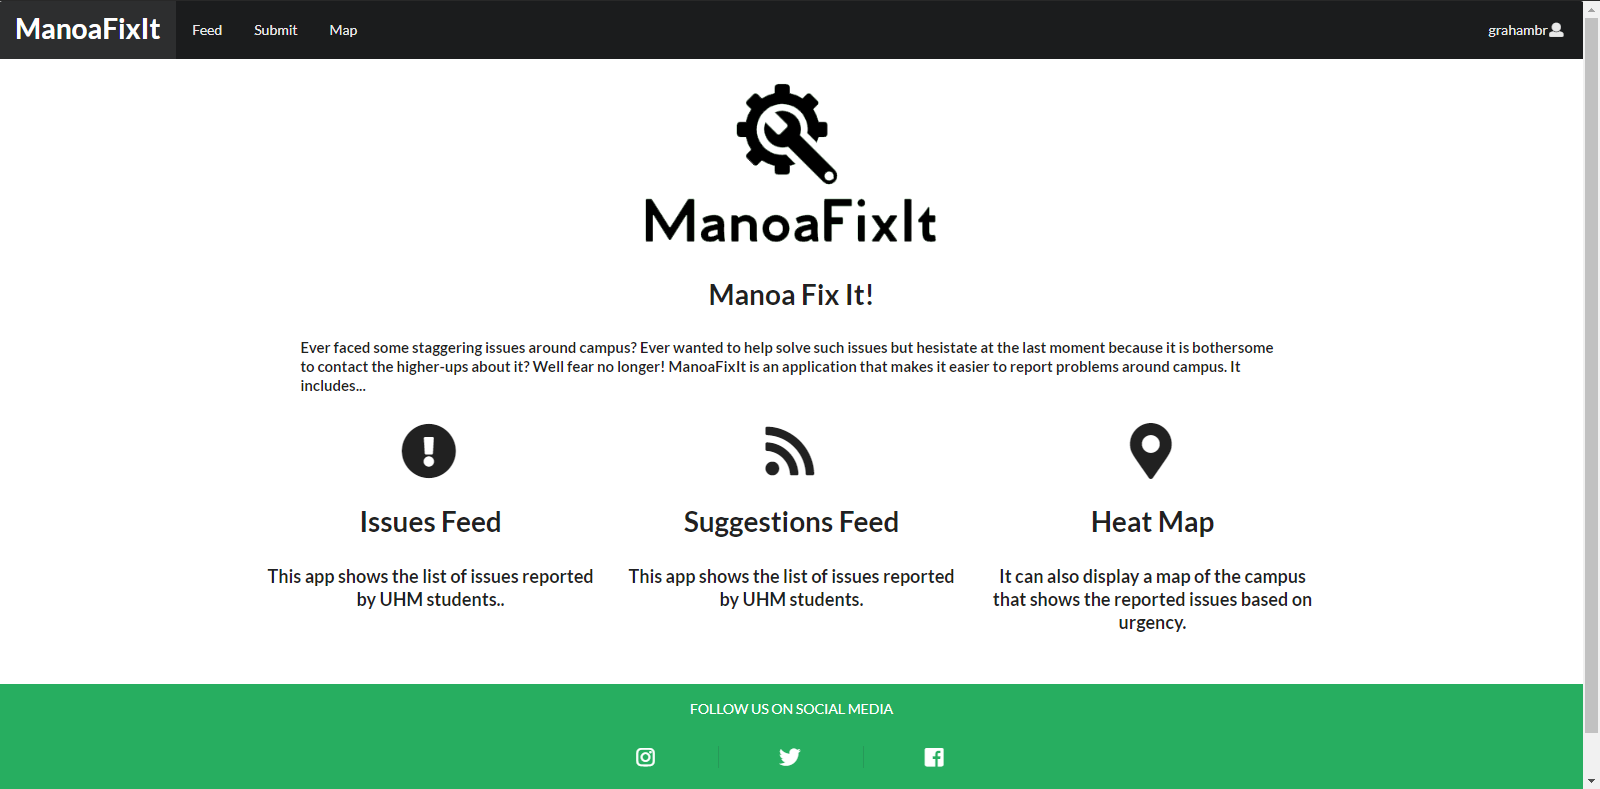 ManoaFixIt Feed Submit Map grahambr
ManoaFixIt
Manoa Fix It!
Ever faced some staggering issues around campus? Ever wanted to help solve such issues but hesistate at the last moment because it is bothersome
to contact the higher-ups about it? Well fear no longer! ManoaFixIt is an application that makes it easier to report problems around campus. It
includes...
Issues Feed
This app shows the list of issues reported
by UHM students..
Suggestions Feed
This app shows the list of issues reported
by UHM students.
Heat Map
It can also display a map of the campus
that shows the reported issues based on
urgency.
FOLLOW US ON SOCIAL MEDIA